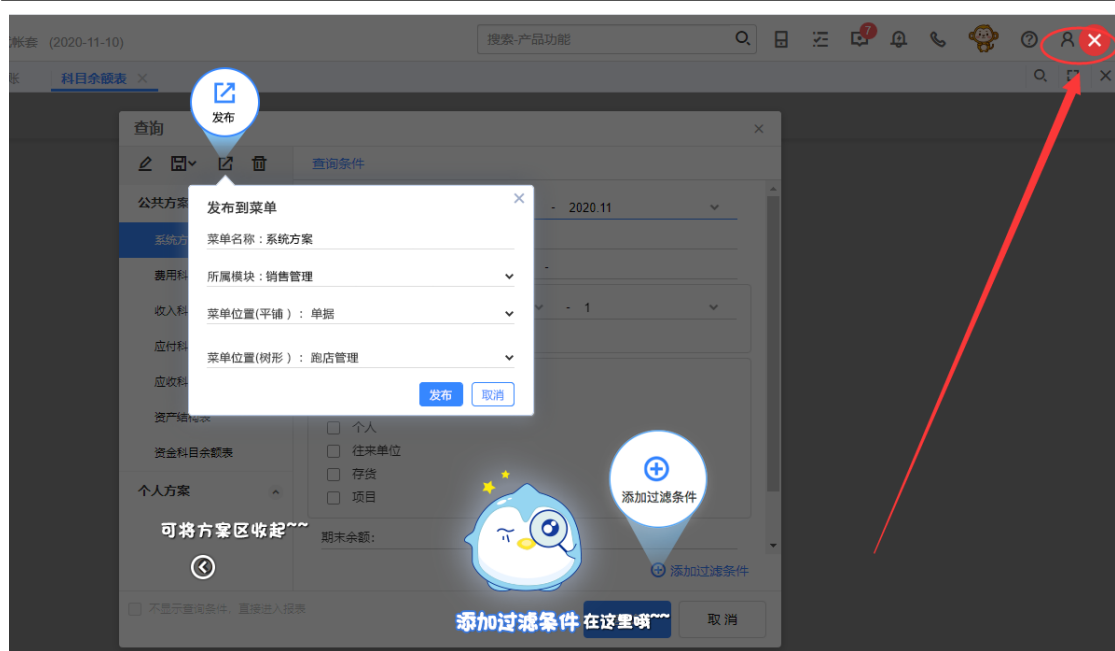 帐套 (2020-11-10)
搜索-产品功能
7
账
科目余额表
发布
查询
查询条件
公共方案
发布到菜单
- 2020.11
菜单名称：系统方案
系统方
所属模块：销售管理
-
费用科
菜单位置(平铺)： 单据
- 1
收入科
应付科
菜单位置(树形)： 跑店管理
应收科
发布
取消
资产结构表
个人
资金科目余额表
往来单位
存货
添加过滤条件
个人方案
项目
可将方案区收起~~
期末余额:
添加过滤条件
不显示查询条件，直接进入报表
添加过滤条件 在这里哦~~
取消